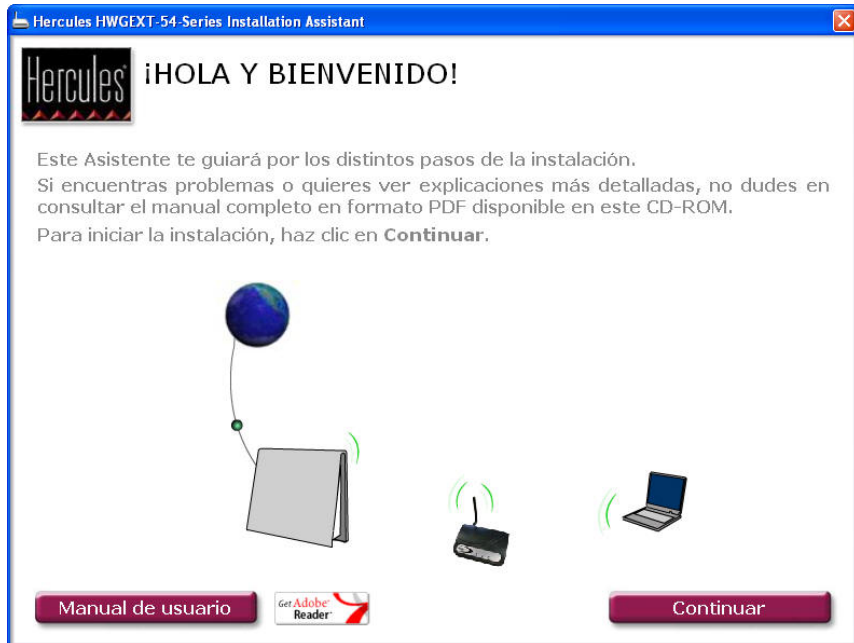 Hercules HWGEXT-54-Series Installation Assistant
Hercules
¡HOLA Y BIENVENIDO!
Este Asistente te guiará por los distintos pasos de la instalación.
Si encuentras problemas o quieres ver explicaciones más detalladas, no dudes en
consultar el manual completo en formato PDF disponible en este CD-ROM.
Para iniciar la instalación, haz clic en Continuar.
Manual de usuario
Get Adobe
Reader
Continuar